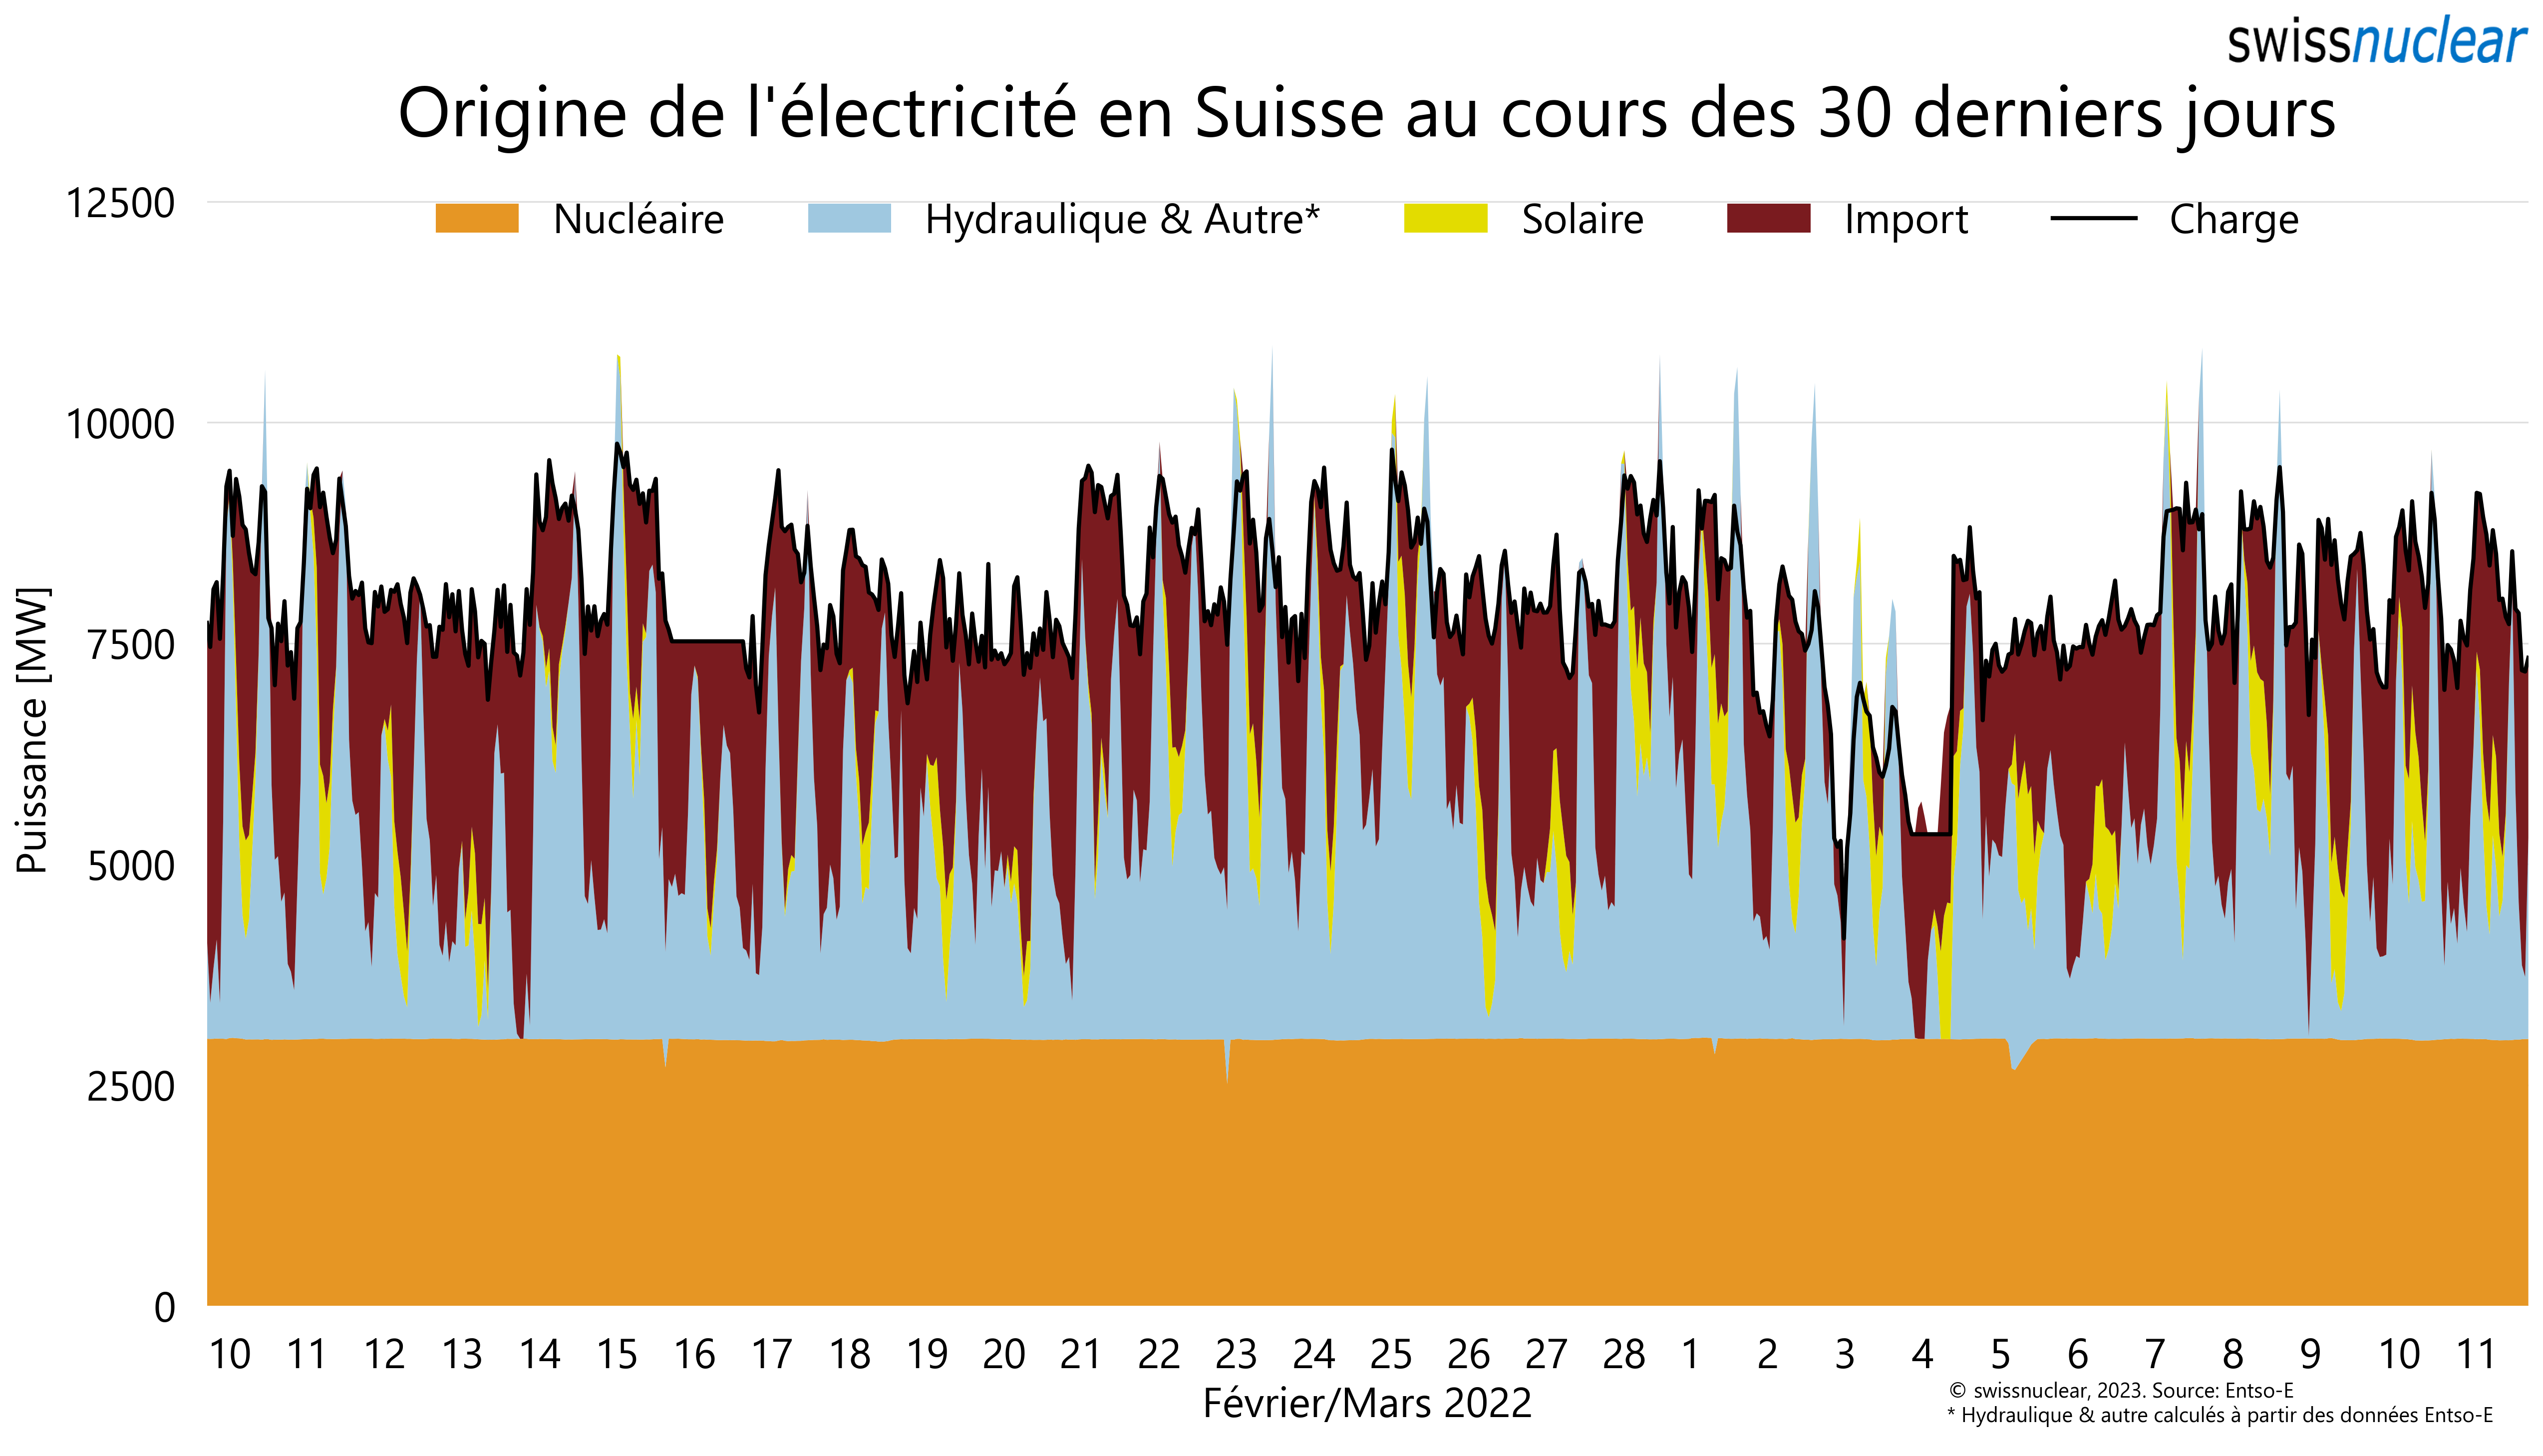 swissnuclear
Origine de l'électricité en Suisse au cours des 30 derniers jours
12500
Nucléaire Hydraulique & Autre* Solaire Import Charge
10000
7500
5000
2500
0
Puissance [MW]
10 11 12 13 14 15 16 17 18 19 20 21 22 23 24 25 26 27 28 1 2 3 4 5 6 7 8 9 10 11
Février/Mars 2022
© swissnuclear, 2023. Source: Entso-E
* Hydraulique & autre calculés à partir des données Entso-E